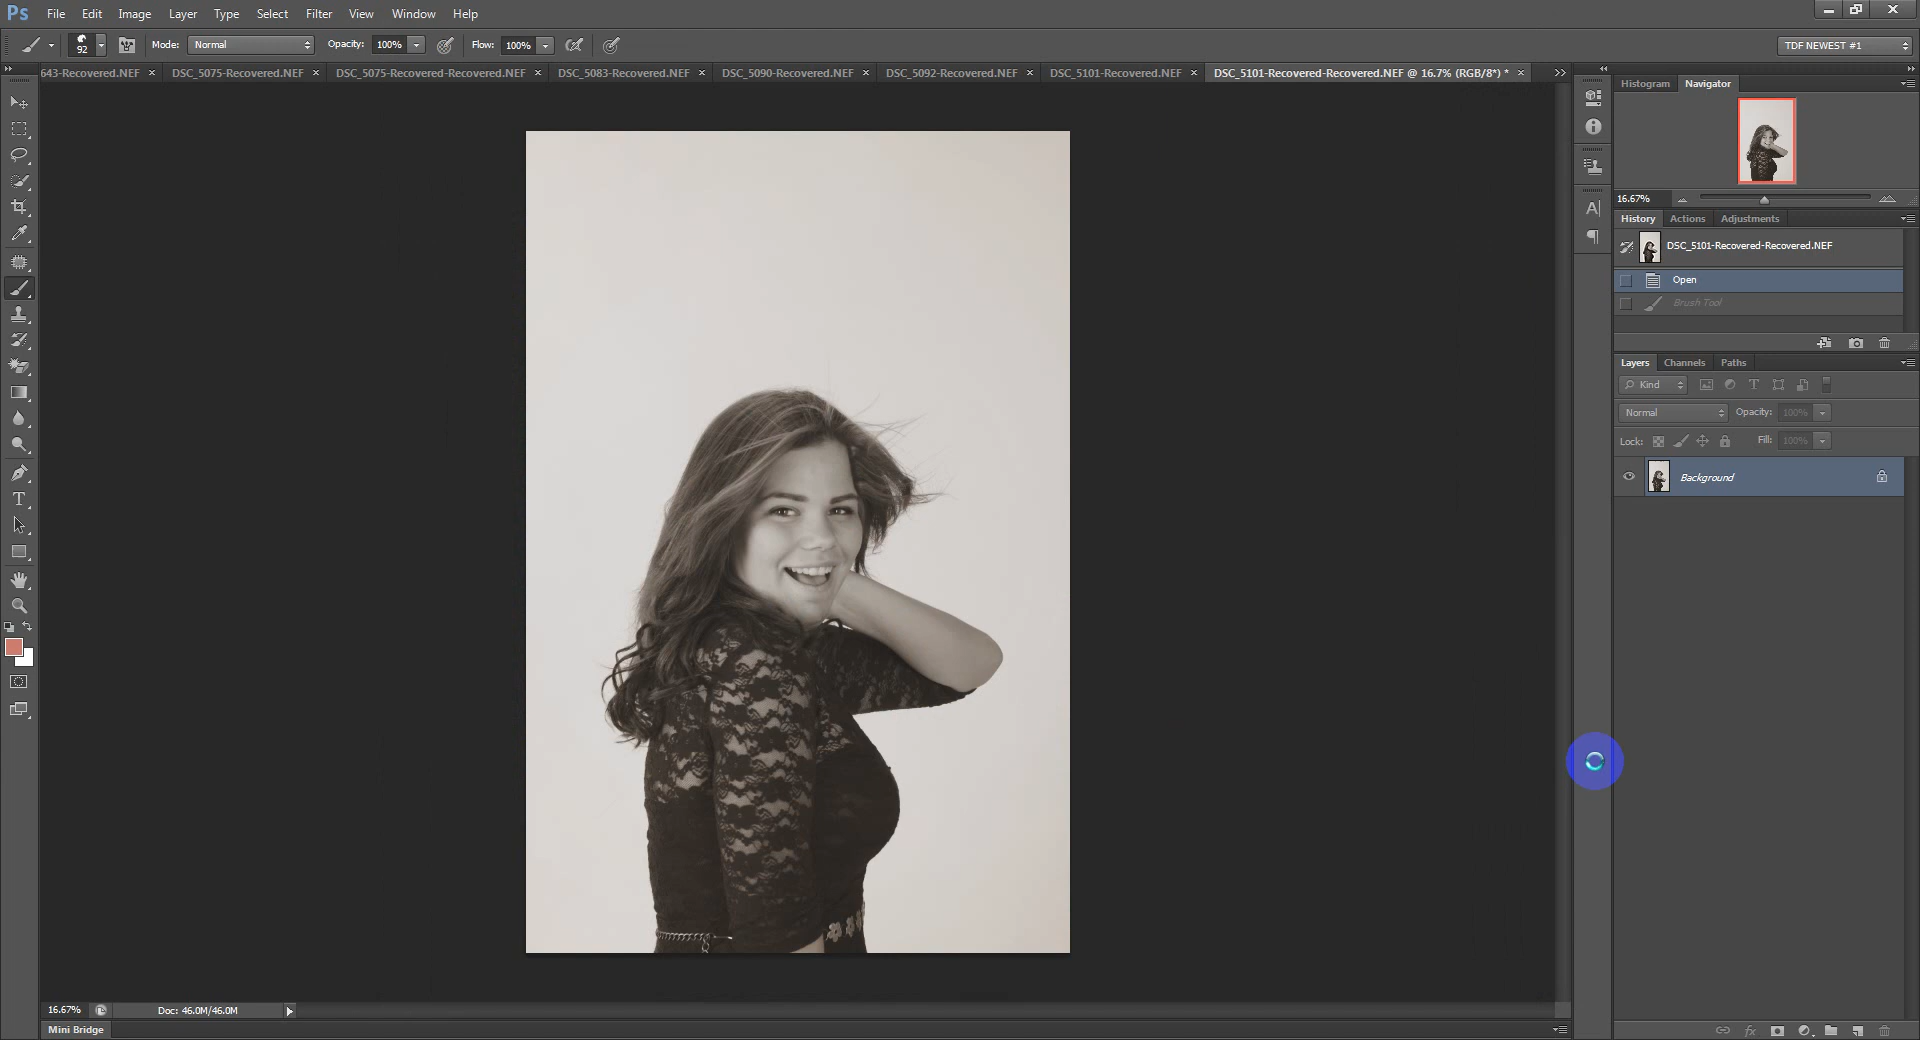 Ps File Edit Image Layer Type Select Filter View Window Help
92 Mode: Normal Opacity: 100% Flow: 100% TDF NEWEST #1
643-Recovered.NEF × DSC_5075-Recovered.NEF × DSC_5075-Recovered-Recovered.NEF × DSC_5083-Recovered.NEF × DSC_5090-Recovered.NEF × DSC_5092-Recovered.NEF × DSC_5101-Recovered.NEF × DSC_5101-Recovered-Recovered.NEF @ 16.7% (RGB/8*) * ×
Histogram Navigator
16.67%
History Actions Adjustments
DSC_5101-Recovered-Recovered.NEF
Open
Brush Tool
Layers Channels Paths
Kind
Normal Opacity: 100%
Lock: Fill: 100%
Background
16.67% Doc: 46.0M/46.0M
Mini Bridge